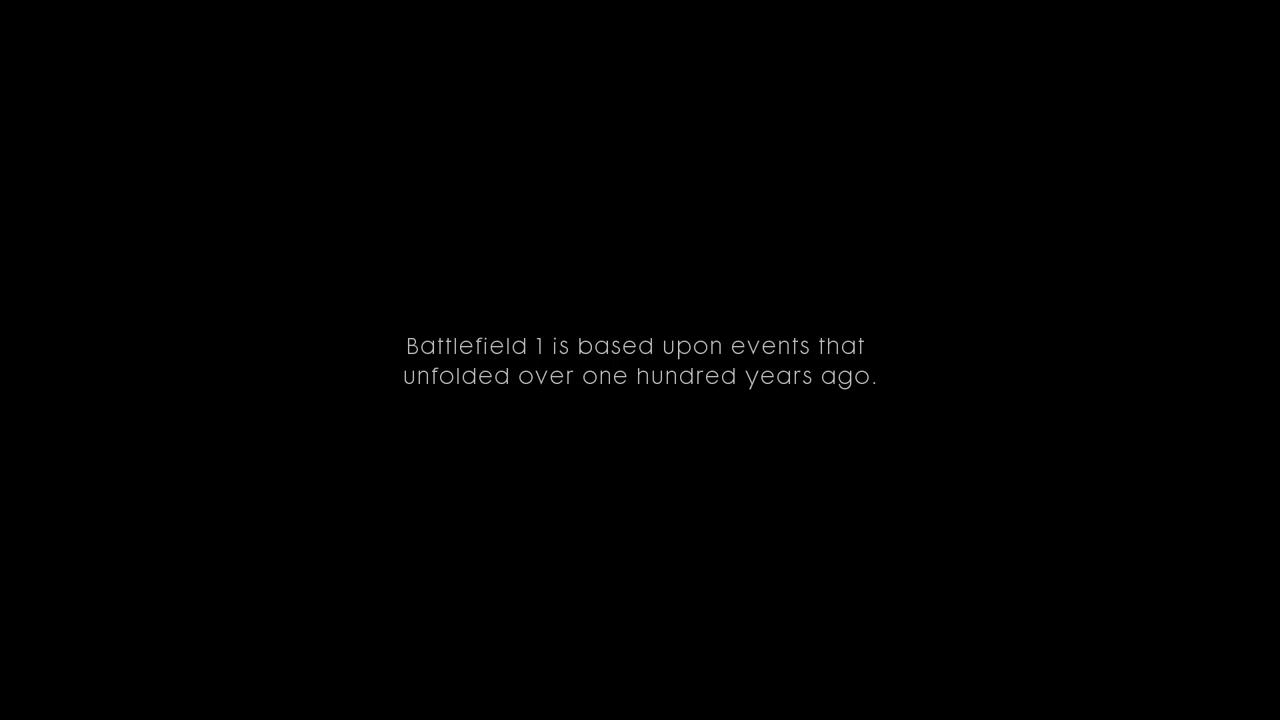 Battlefield 1 is based upon events that
unfolded over one hundred years ago.